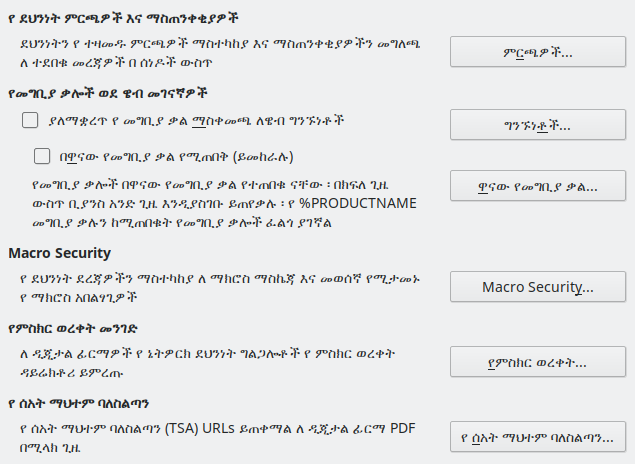 የ ደህንነት ምርጫዎች እና ማስጠንቀቂያዎች
ደህንነትን የ ተዛመዱ ምርጫዎች ማስተካከያ እና ማስጠንቀቂያዎችን መግለጫ
ለ ተደበቁ መረጃዎች በ ሰነዶች ውስጥ
ምርጫዎች...
የመግቢያ ቃሎች ወደ ዌብ መገናኛዎች
ያለማቋረጥ የ መግቢያ ቃል ማስቀመጫ ለዌብ ግንኙነቶች
ግንኙነቶች...
በዋናው የመግቢያ ቃል የሚጠበቅ (ይመከራሉ)
የመግቢያ ቃሎች በዋናው የመግቢያ ቃል የተጠበቁ ናቸው ፡ በክፍለ ጊዜ
ውስጥ ቢያንስ አንድ ጊዜ እንዲያስገቡ ይጠየቃሉ ፡ የ %PRODUCTNAME
መግቢያ ቃሉን ከሚጠበቁት የመግቢያ ቃሎች ፈልጎ ያገኛል
ዋናው የመግቢያ ቃል...
Macro Security
የ ደህንነት ደረጃዎችን ማስተካከያ ለ ማክሮስ ማስኬጃ እና መወሰኛ የሚታመኑ
የ ማክሮስ አበልፃጊዎች
Macro Security...
የምስክር ወረቀት መንገድ
ለ ዲጂታል ፊርማዎች የ ኔትዎርክ ደህንነት ግልጋሎቶች የ ምስክር ወረቀት
ዳይሬክቶሪ ይምረጡ
የምስክር ወረቀት...
የ ሰአት ማህተም ባለስልጣን
የ ሰአት ማህተም ባለስልጣን (TSA) URLs ይጠቀማል ለ ዲጂታል ፊርማ PDF
በሚላክ ጊዜ
የ ሰአት ማህተም ባለስልጣን...